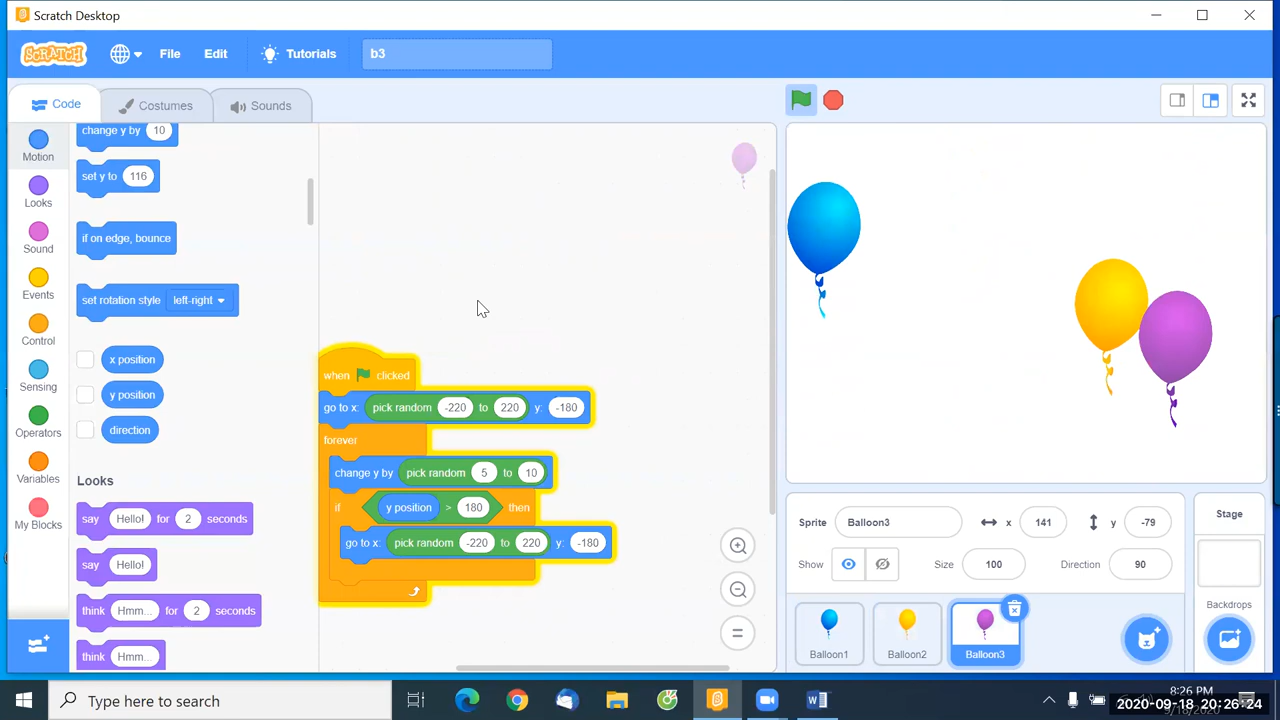 Scratch Desktop
SCRATCH File Edit Tutorials b3
Code Costumes Sounds
Motion
Looks
Sound
Events
Control
Sensing
Operators
Variables
My Blocks
change y by 10
set y to 116
if on edge, bounce
set rotation style left-right
x position
y position
direction
Looks
say Hello! for 2 seconds
say Hello!
think Hmm... for 2 seconds
think Hmm...
when clicked
go to x: pick random -220 to 220 y: -180
forever
change y by pick random 5 to 10
if y position > 180 then
go to x: pick random -220 to 220 y: -180
Sprite Balloon3 x 141 y -79
Show Size 100 Direction 90
Balloon1 Balloon2 Balloon3
Stage
Backdrops
Type here to search
8:26 PM
2020-09-18 20:26:24